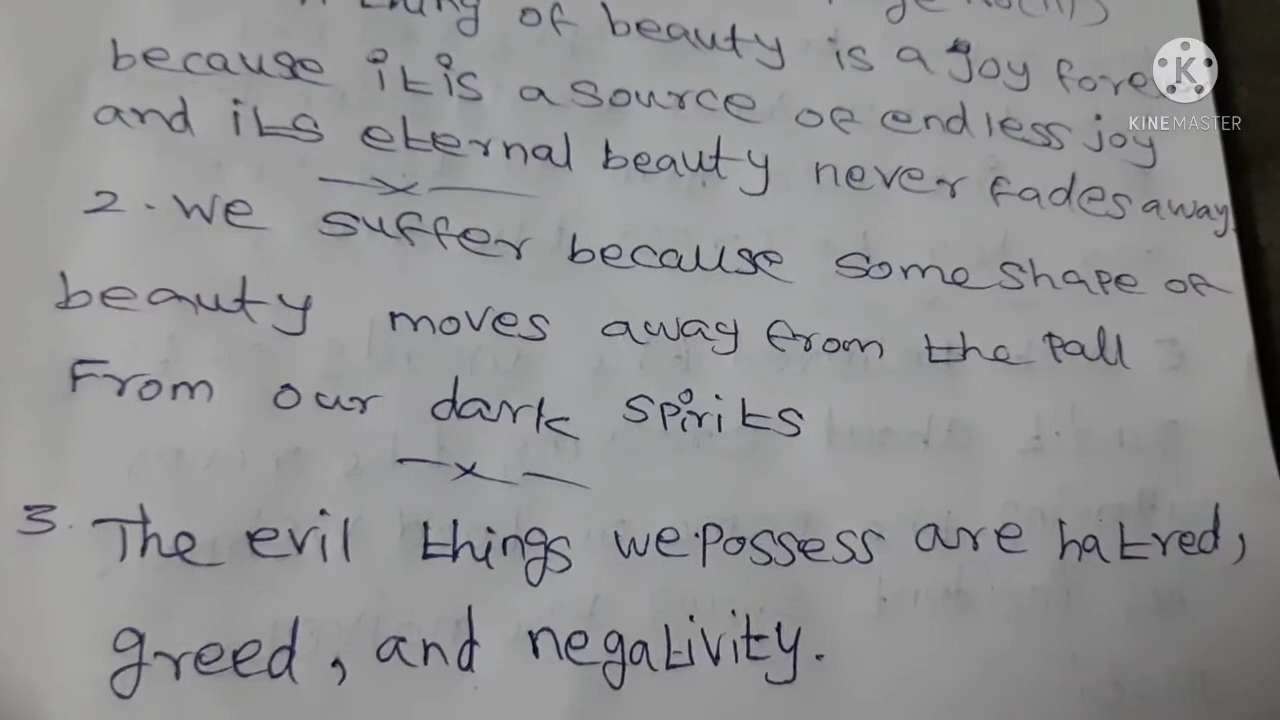 thing of beauty is a joy fore
because it is a source of endless joy
and its eternal beauty never fades away.
2. We suffer because some shape of
beauty moves away from the Pall
From our dark spirits
3. The evil things we possess are hatred,
greed, and negativity.
KINEMASTER